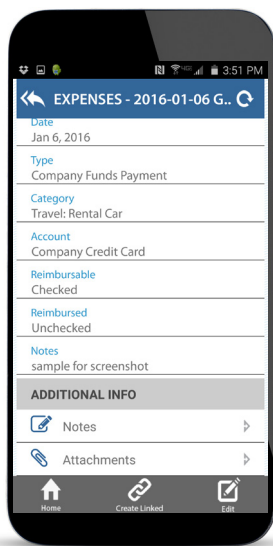 3:51 PM
EXPENSES - 2016-01-06 G..
Date
Jan 6, 2016
Type
Company Funds Payment
Category
Travel: Rental Car
Account
Company Credit Card
Reimbursable
Checked
Reimbursed
Unchecked
Notes
sample for screenshot
ADDITIONAL INFO
Notes
Attachments
Home Create Linked Edit